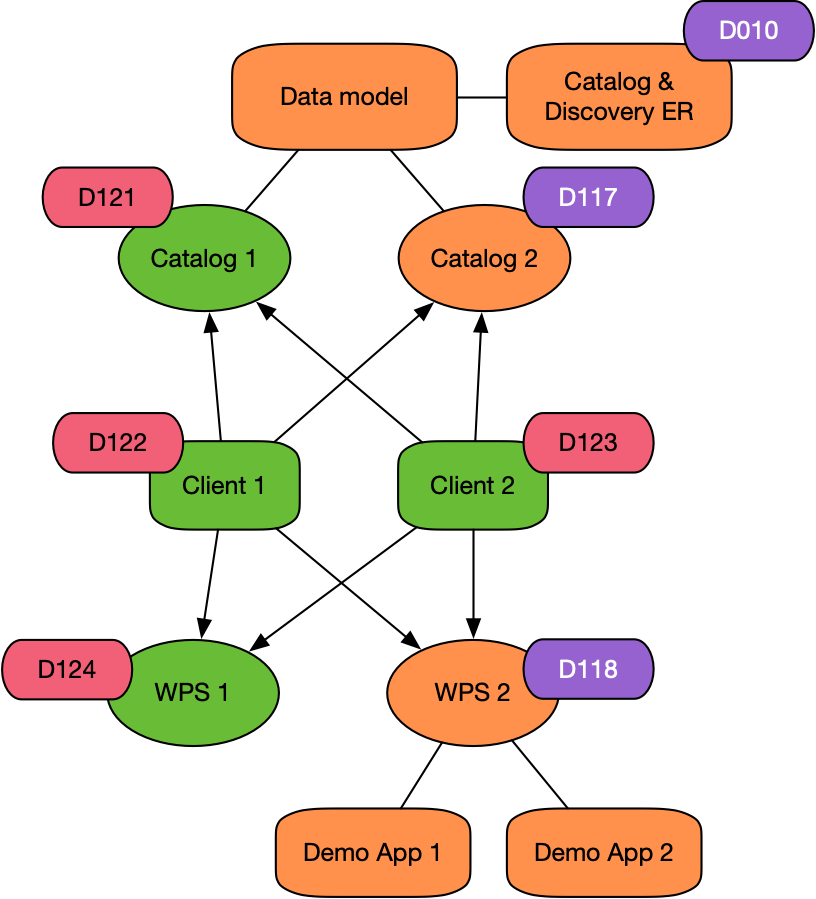 D010
Data model
Catalog &
Discovery ER
D121
D117
Catalog 1
Catalog 2
D122
D123
Client 1
Client 2
D124
D118
WPS 1
WPS 2
Demo App 1
Demo App 2